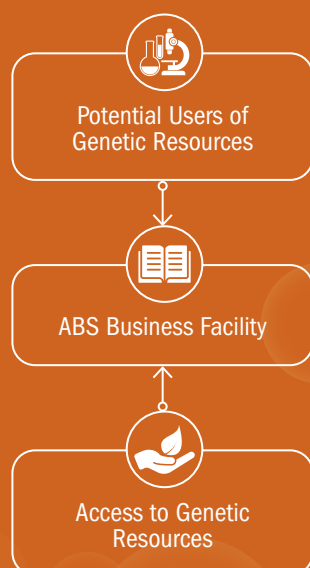 Potential Users of
Genetic Resources
ABS Business Facility
Access to Genetic
Resources